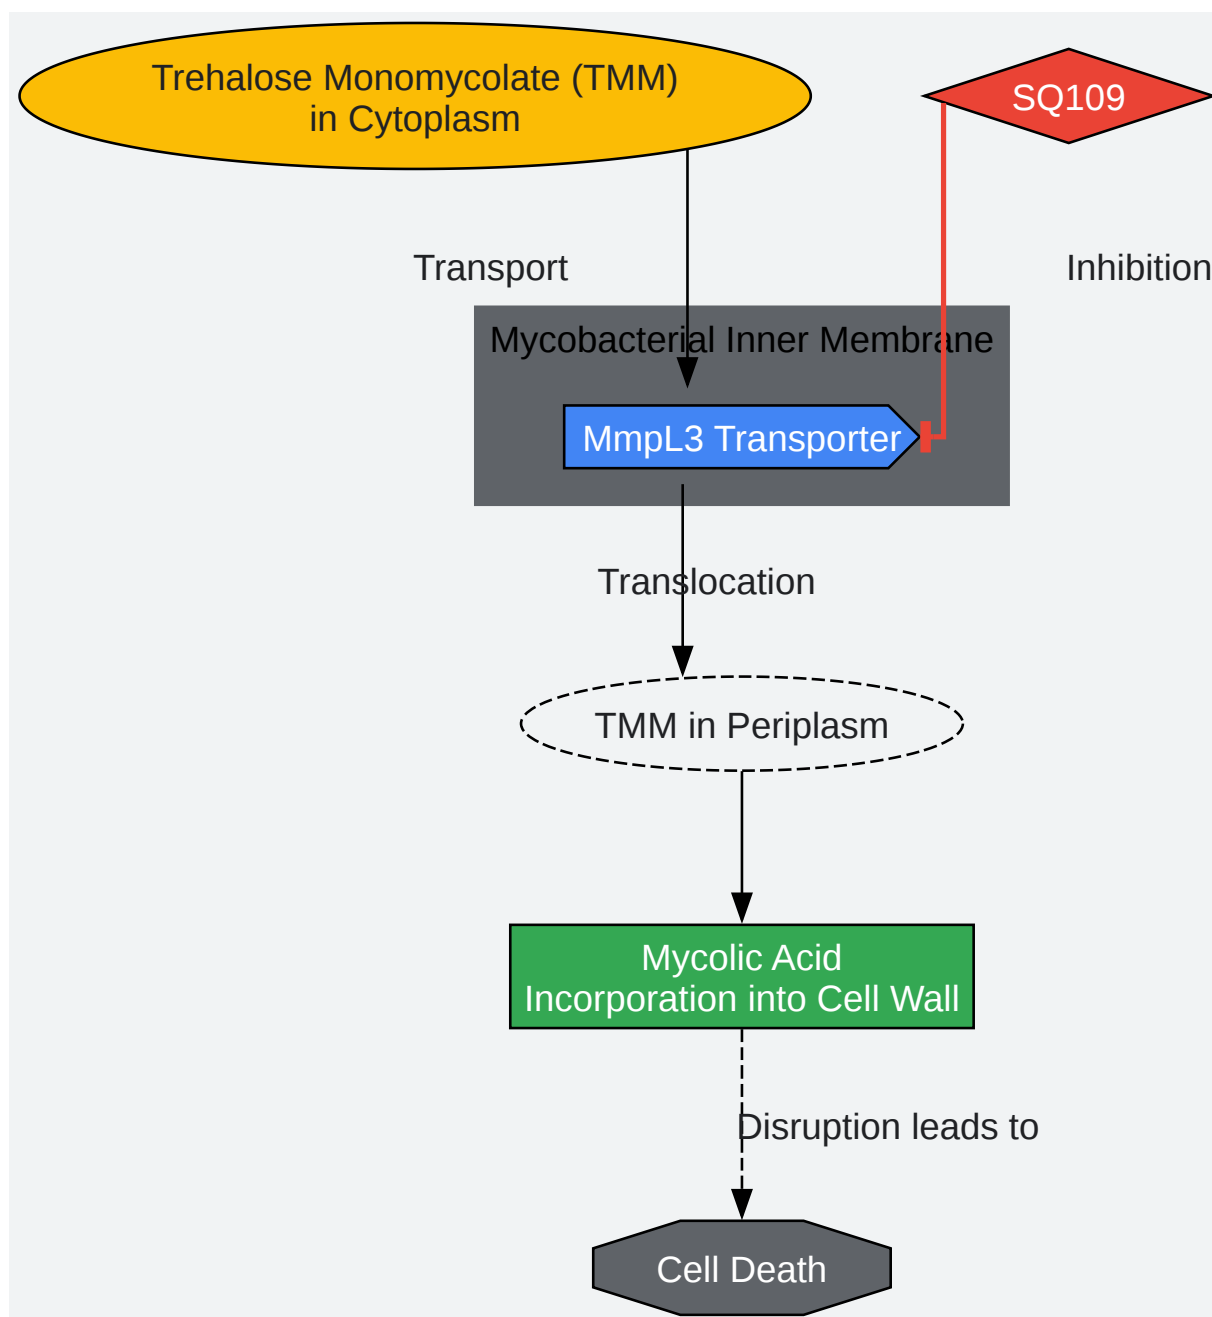 Trehalose Monomycolate (TMM)
in Cytoplasm
SQ109
Transport
Inhibition
Mycobacterial Inner Membrane
MmpL3 Transporter
Translocation
TMM in Periplasm
Mycolic Acid
Incorporation into Cell Wall
Disruption leads to
Cell Death